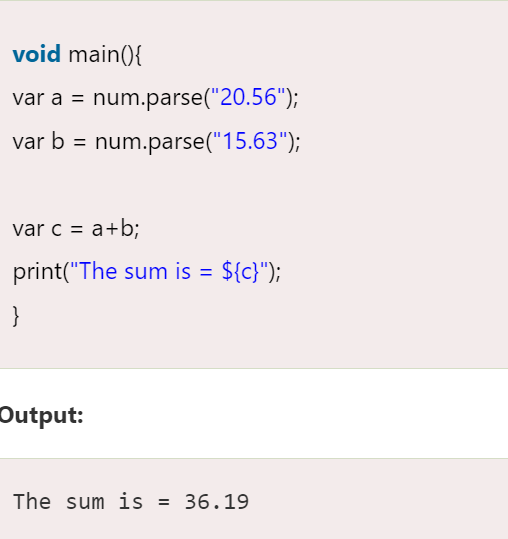 void main(){
var a = num.parse("20.56");
var b = num.parse("15.63");
var c = a+b;
print("The sum is = ${c}");
}
Output:
The sum is = 36.19